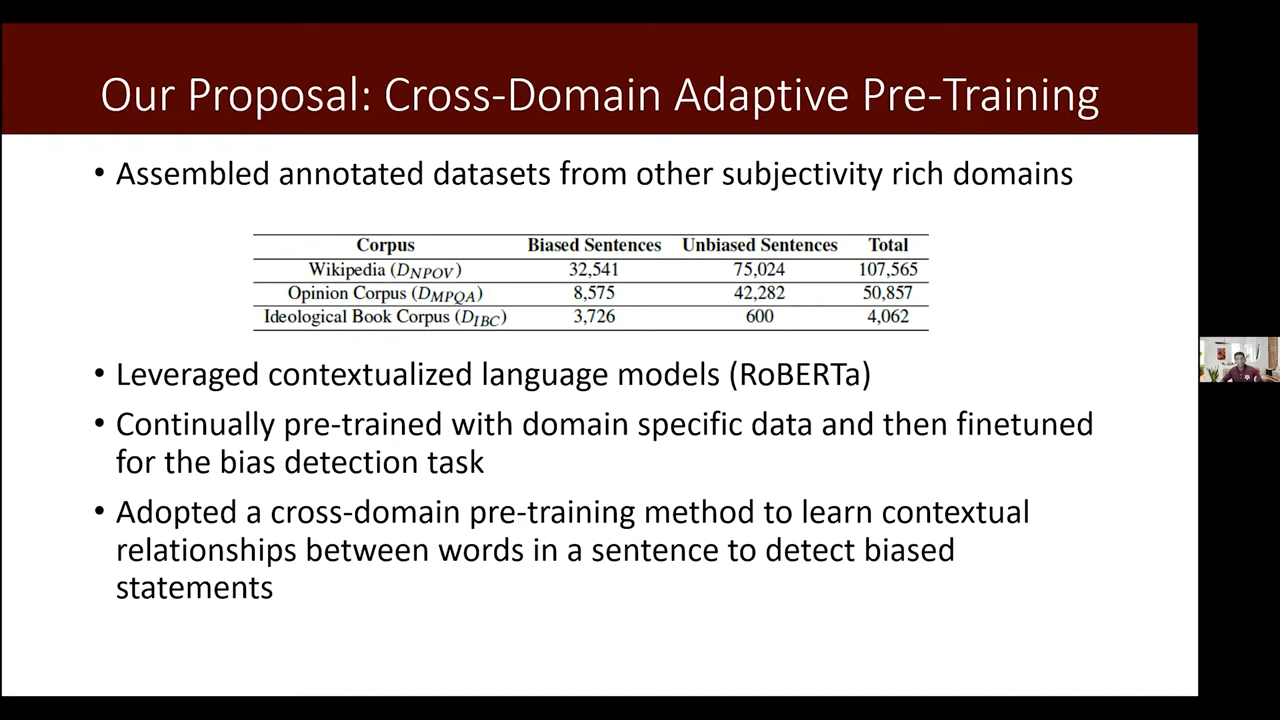 Our Proposal: Cross-Domain Adaptive Pre-Training
• Assembled annotated datasets from other subjectivity rich domains
Corpus Biased Sentences Unbiased Sentences Total
Wikipedia (D_NPOV) 32,541 75,024 107,565
Opinion Corpus (D_MPQA) 8,575 42,282 50,857
Ideological Book Corpus (D_IBC) 3,726 600 4,062
• Leveraged contextualized language models (RoBERTa)
• Continually pre-trained with domain specific data and then finetuned
for the bias detection task
• Adopted a cross-domain pre-training method to learn contextual
relationships between words in a sentence to detect biased
statements